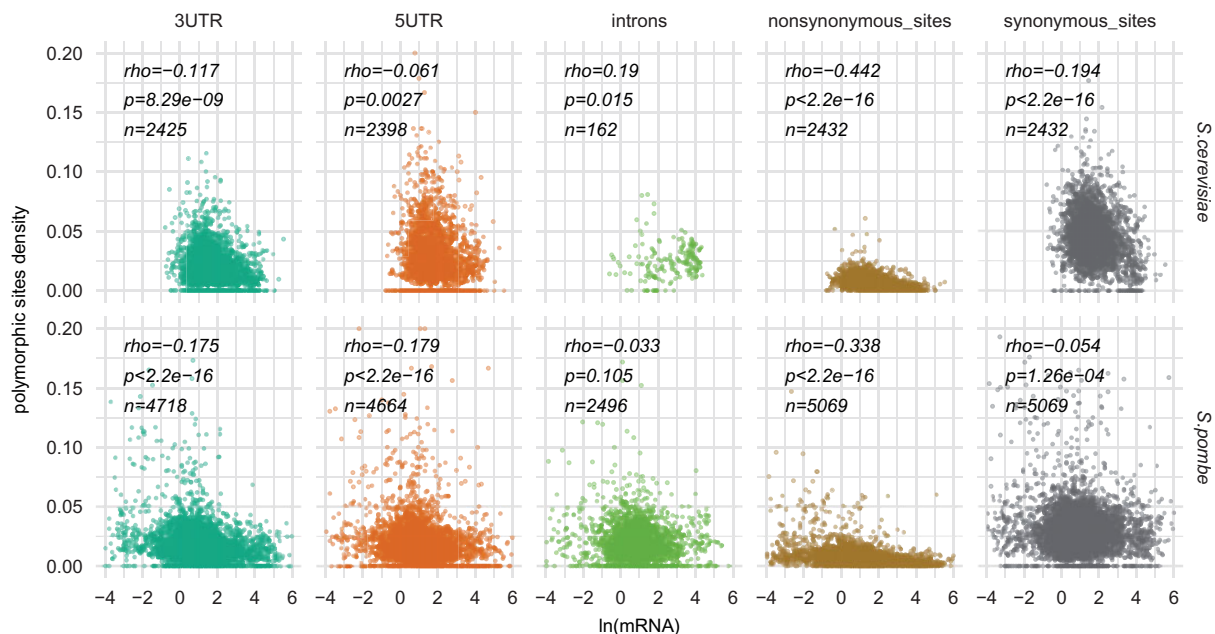 3UTR 5UTR introns nonsynonymous_sites synonymous_sites
polymorphic sites density
0.20
0.15
0.10
0.05
0.00
rho=−0.117
p=8.29e−09
n=2425
rho=−0.061
p=0.0027
n=2398
rho=0.19
p=0.015
n=162
rho=−0.442
p<2.2e−16
n=2432
rho=−0.194
p<2.2e−16
n=2432
S.cerevisiae
0.20
0.15
0.10
0.05
0.00
rho=−0.175
p<2.2e−16
n=4718
rho=−0.179
p<2.2e−16
n=4664
rho=−0.033
p=0.105
n=2496
rho=−0.338
p<2.2e−16
n=5069
rho=−0.054
p=1.26e−04
n=5069
S.pombe
−4 −2 0 2 4 6 −4 −2 0 2 4 6 −4 −2 0 2 4 6 −4 −2 0 2 4 6 −4 −2 0 2 4 6
ln(mRNA)